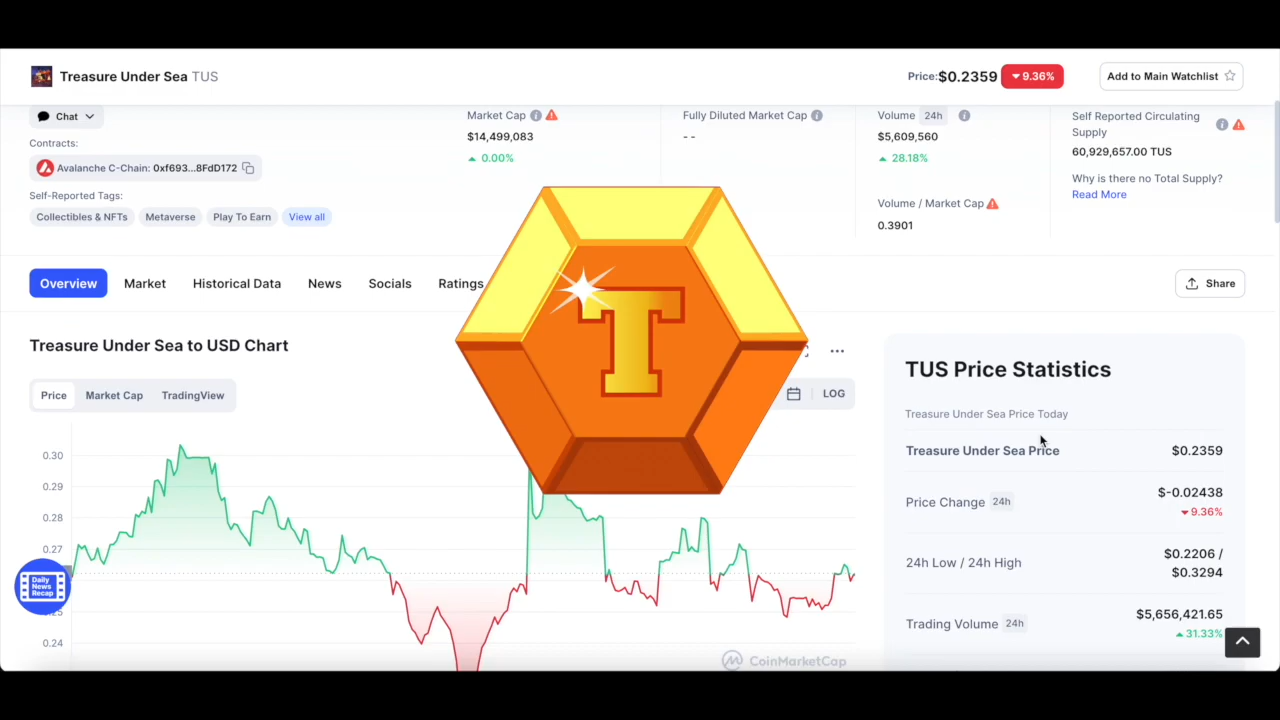 Treasure Under Sea TUS
Price: $0.2359 9.36%
Add to Main Watchlist
Chat
Contracts:
Avalanche C-Chain: 0xf693...8FdD172
Self-Reported Tags:
Collectibles & NFTs Metaverse Play To Earn View all
Market Cap
$14,499,083
0.00%
Fully Diluted Market Cap
- -
Volume 24h
$5,609,560
28.18%
Volume / Market Cap
0.3901
Self Reported Circulating
Supply
60,929,657.00 TUS
Why is there no Total Supply?
Read More
Overview Market Historical Data News Socials Ratings
Share
Treasure Under Sea to USD Chart
Price Market Cap TradingView
LOG
T
0.30
0.29
0.28
0.27
0.25
0.24
Daily
News
Recap
CoinMarketCap
TUS Price Statistics
Treasure Under Sea Price Today
Treasure Under Sea Price $0.2359
Price Change 24h $-0.02438
9.36%
24h Low / 24h High $0.2206 /
$0.3294
Trading Volume 24h $5,656,421.65
31.33%